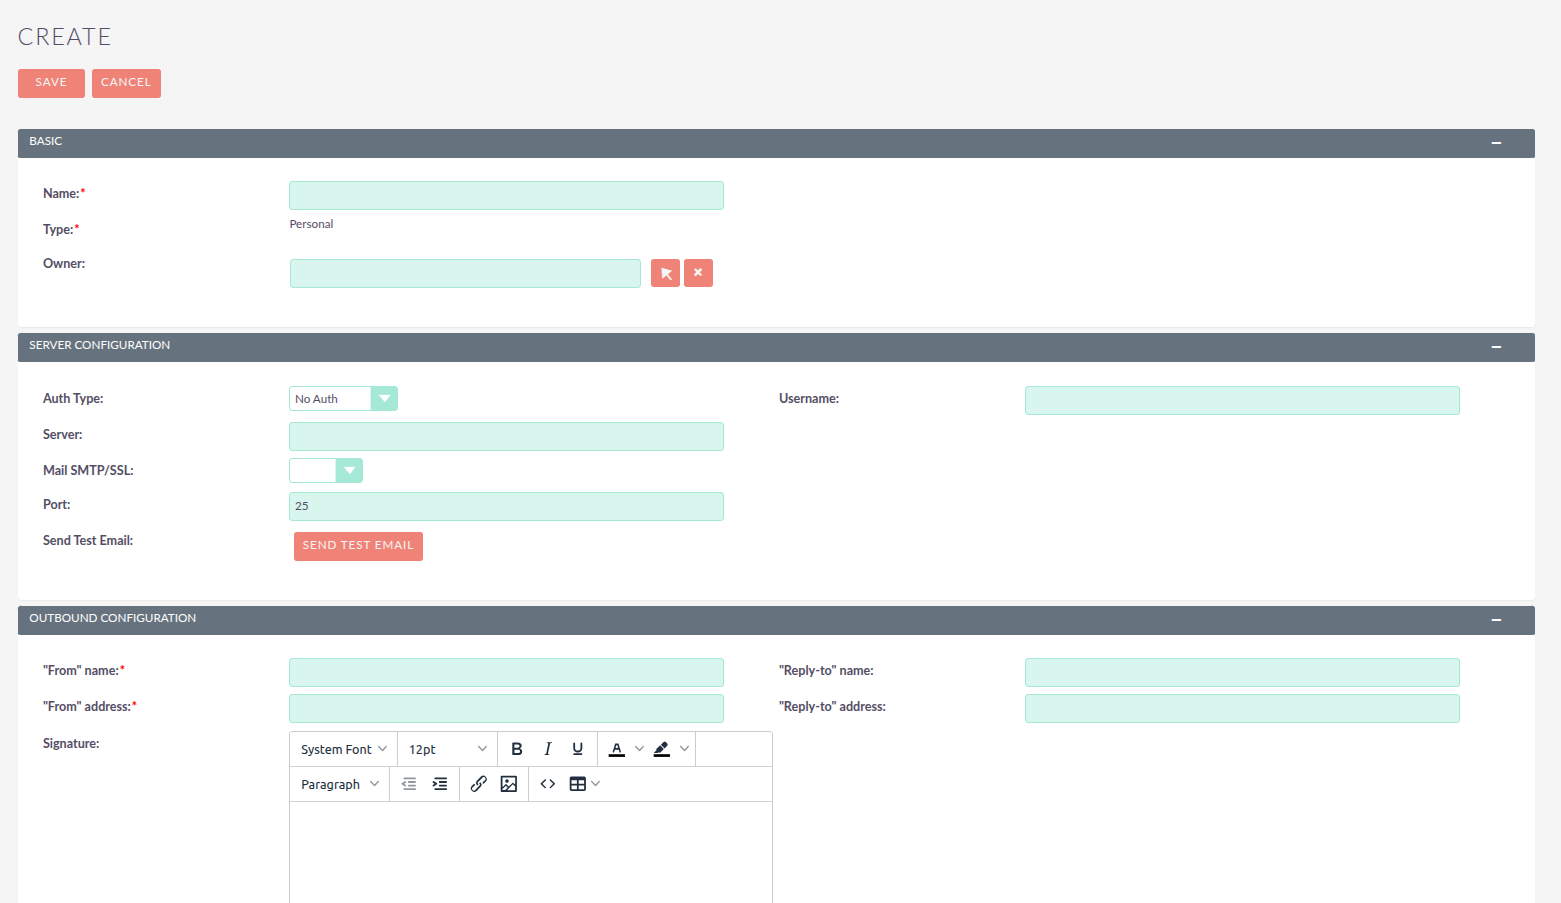 CREATE
SAVE CANCEL
BASIC
Name:*
Type:* Personal
Owner:
SERVER CONFIGURATION
Auth Type: No Auth Username:
Server:
Mail SMTP/SSL:
Port: 25
Send Test Email: SEND TEST EMAIL
OUTBOUND CONFIGURATION
"From" name:* "Reply-to" name:
"From" address:* "Reply-to" address:
Signature: System Font 12pt B I U A
Paragraph